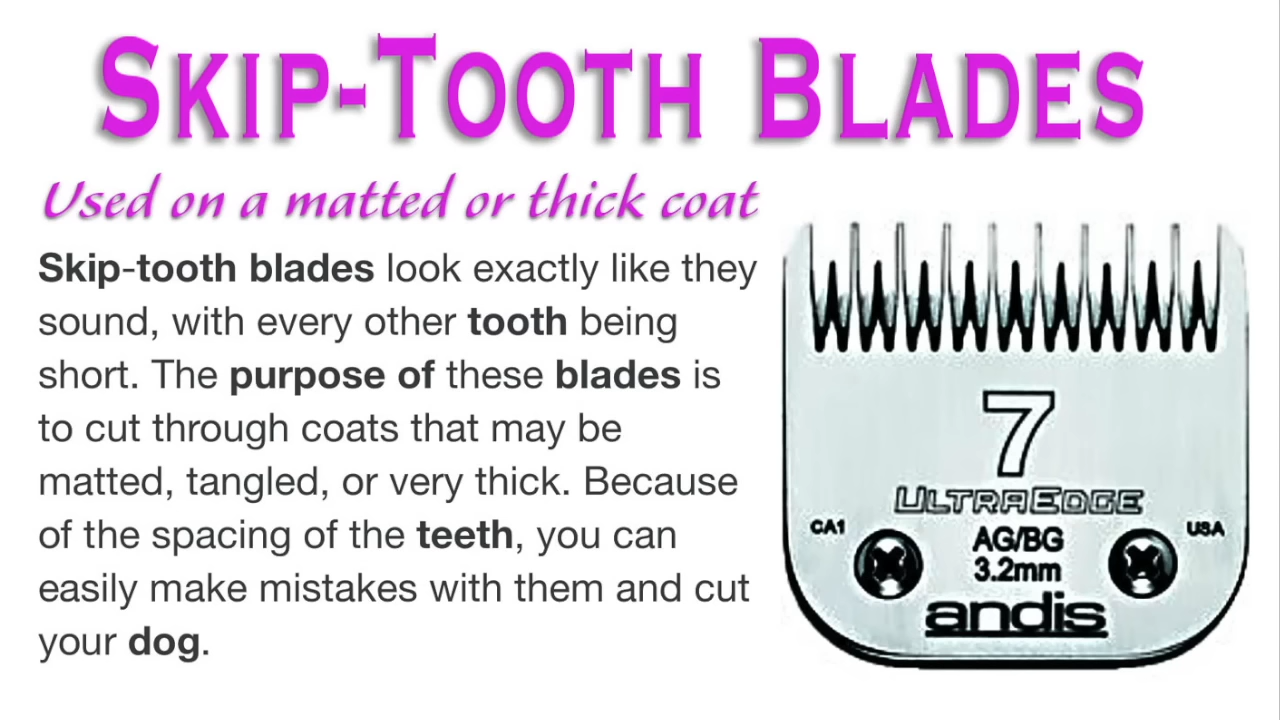 SKIP-TOOTH BLADES
Used on a matted or thick coat
Skip-tooth blades look exactly like they
sound, with every other tooth being
short. The purpose of these blades is
to cut through coats that may be
matted, tangled, or very thick. Because
of the spacing of the teeth, you can
easily make mistakes with them and cut
your dog.
7
ULTRAEDGE
CA1
USA
AG/BG
3.2mm
andis